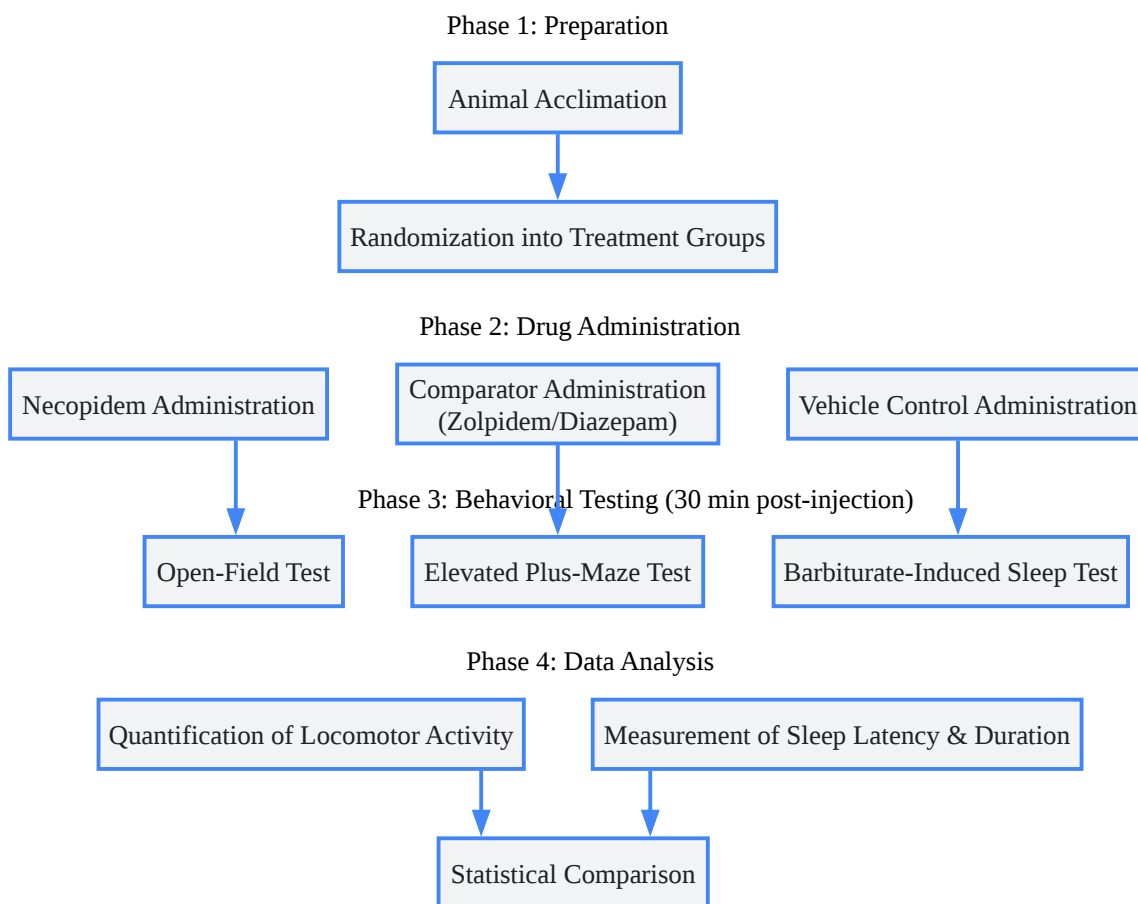 Phase 1: Preparation
Animal Acclimation
Randomization into Treatment Groups
Phase 2: Drug Administration
Necopidem Administration
Comparator Administration
(Zolpidem/Diazepam)
Vehicle Control Administration
Phase 3: Behavioral Testing (30 min post-injection)
Open-Field Test
Elevated Plus-Maze Test
Barbiturate-Induced Sleep Test
Phase 4: Data Analysis
Quantification of Locomotor Activity
Measurement of Sleep Latency & Duration
Statistical Comparison